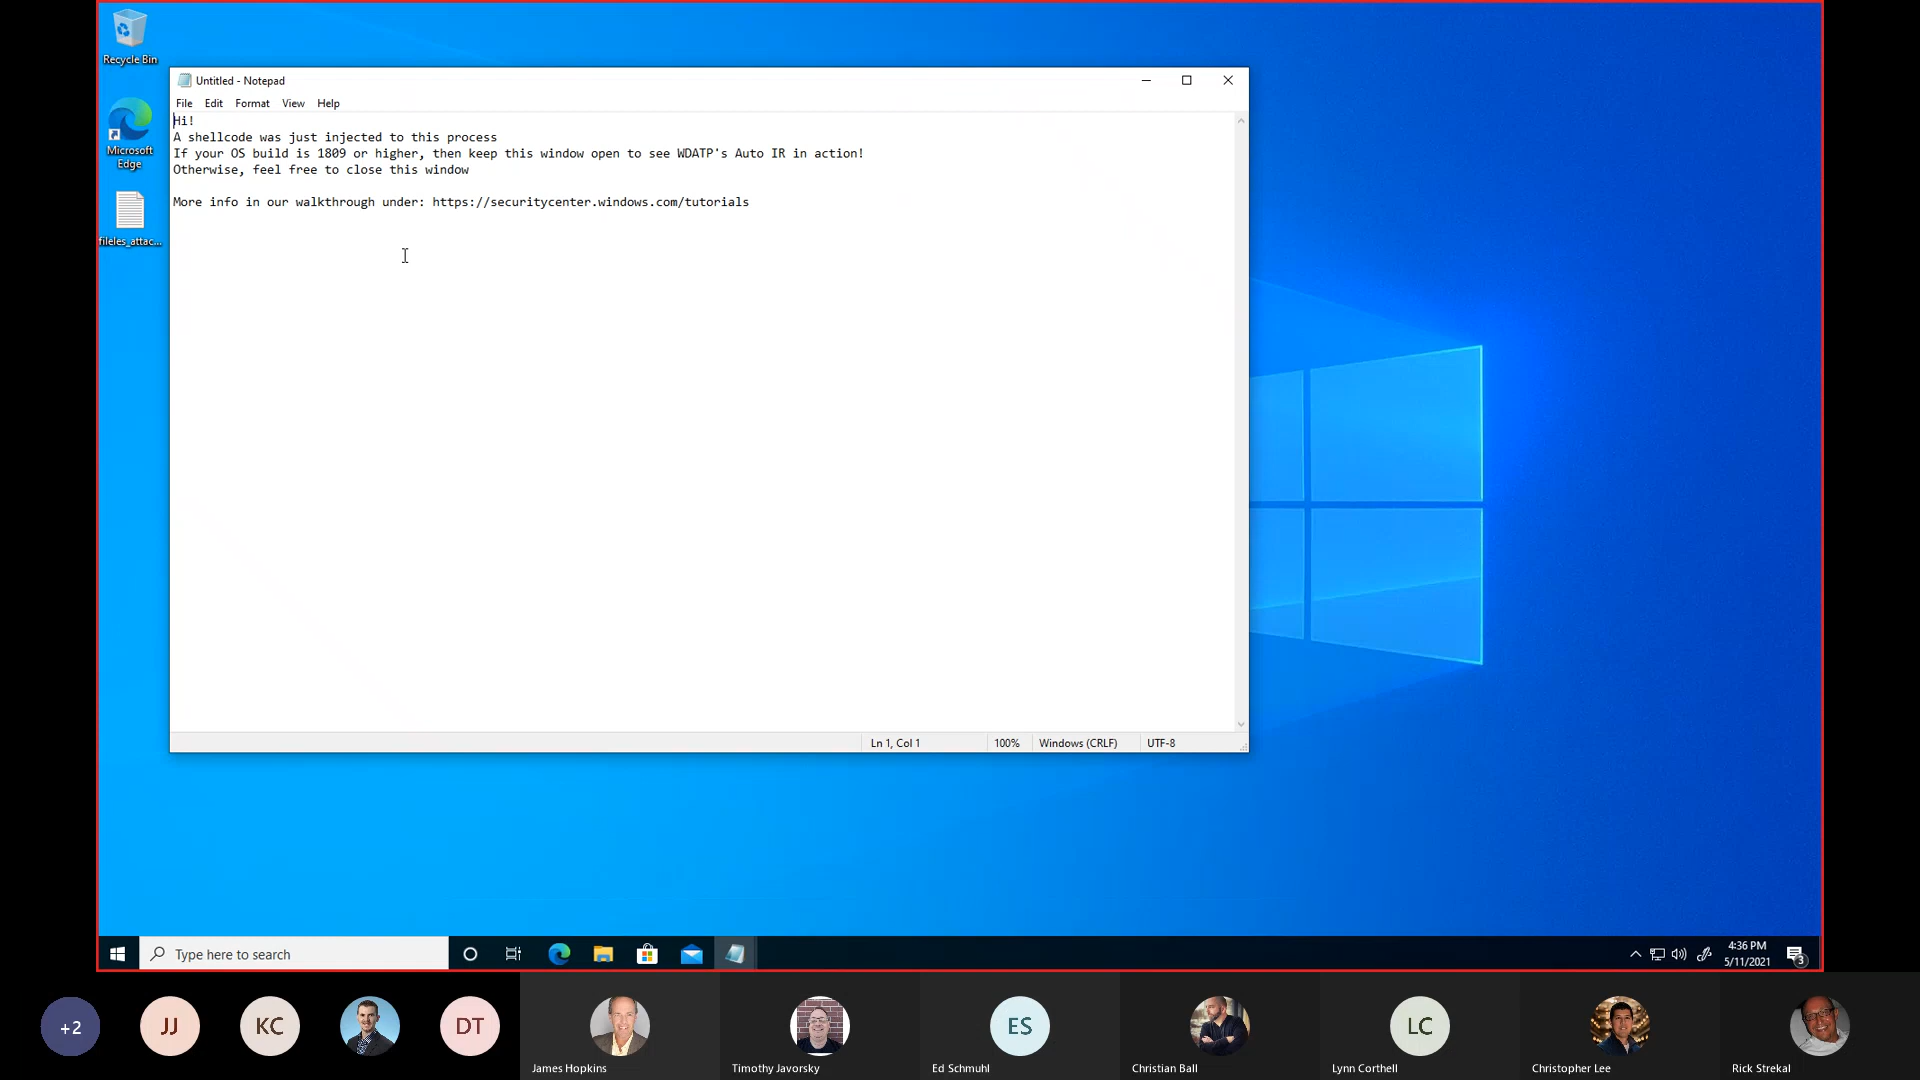 Recycle Bin
Microsoft
Edge
fileles_attac...
Untitled - Notepad
File Edit Format View Help
Hi!
A shellcode was just injected to this process
If your OS build is 1809 or higher, then keep this window open to see WDATP's Auto IR in action!
Otherwise, feel free to close this window
More info in our walkthrough under: https://securitycenter.windows.com/tutorials
Ln 1, Col 1 100% Windows (CRLF) UTF-8
Type here to search
4:36 PM
5/11/2021
3
+2 JJ KC DT ES LC
James Hopkins Timothy Javorsky Ed Schmuhl Christian Ball Lynn Corthell Christopher Lee Rick Strekal